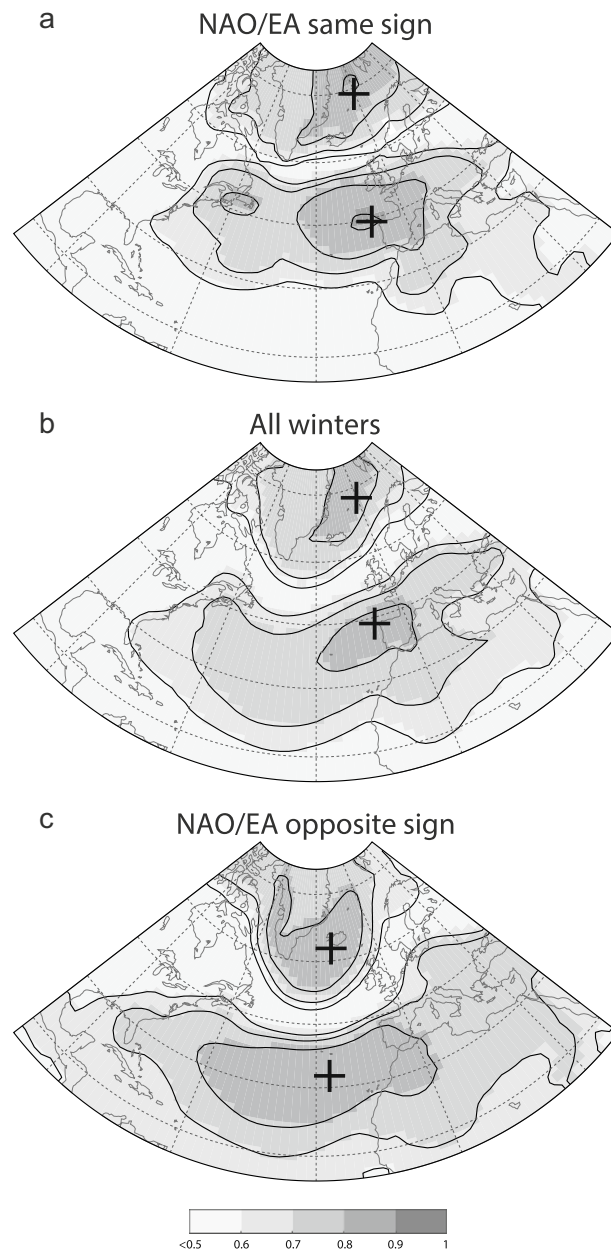 a
NAO/EA same sign
b
All winters
c
NAO/EA opposite sign
<0.5 0.6 0.7 0.8 0.9 1